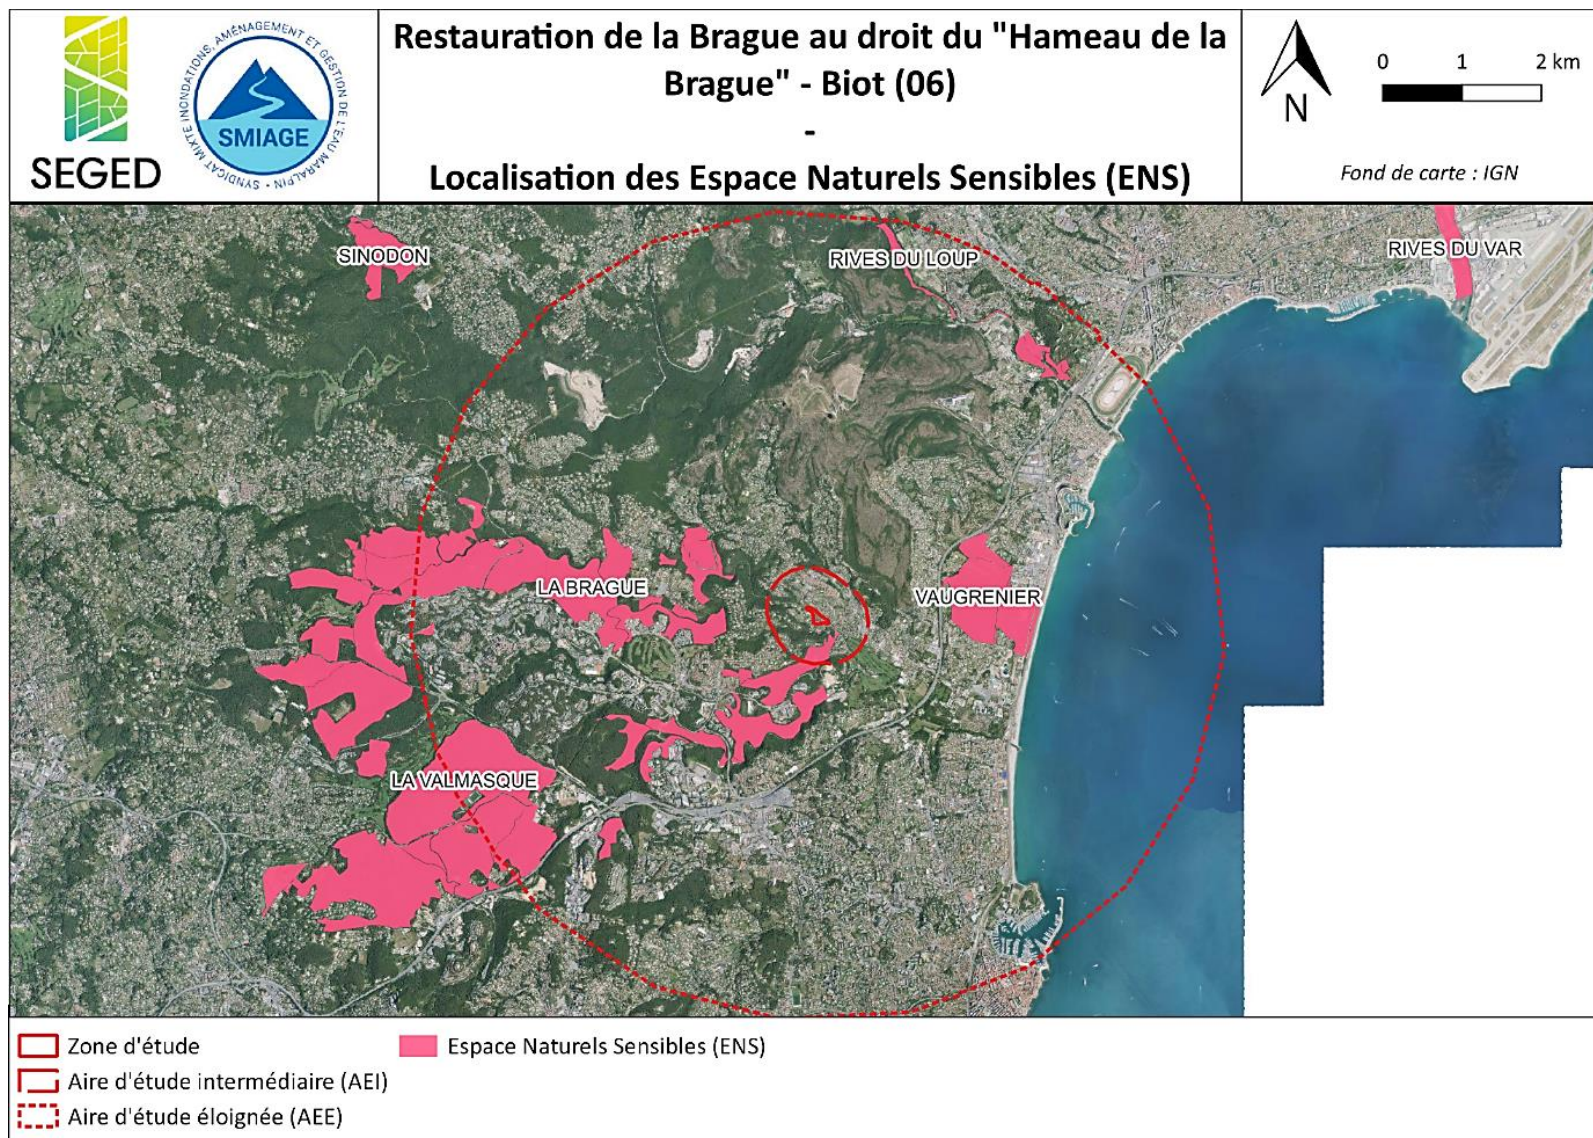 SEGED
SYNDICAT MIXTE INONDATIONS, AMÉNAGEMENT ET GESTION DE L'EAU MARALPIN •
SMIAGE
Restauration de la Brague au droit du "Hameau de la
Brague" - Biot (06)
-
Localisation des Espace Naturels Sensibles (ENS)
N
0 1 2 km
Fond de carte : IGN
SINODON
RIVES DU LOUP
RIVES DU VAR
LA BRAGUE
VAUGRENIER
LA VALMASQUE
Zone d'étude
Espace Naturels Sensibles (ENS)
Aire d'étude intermédiaire (AEI)
Aire d'étude éloignée (AEE)